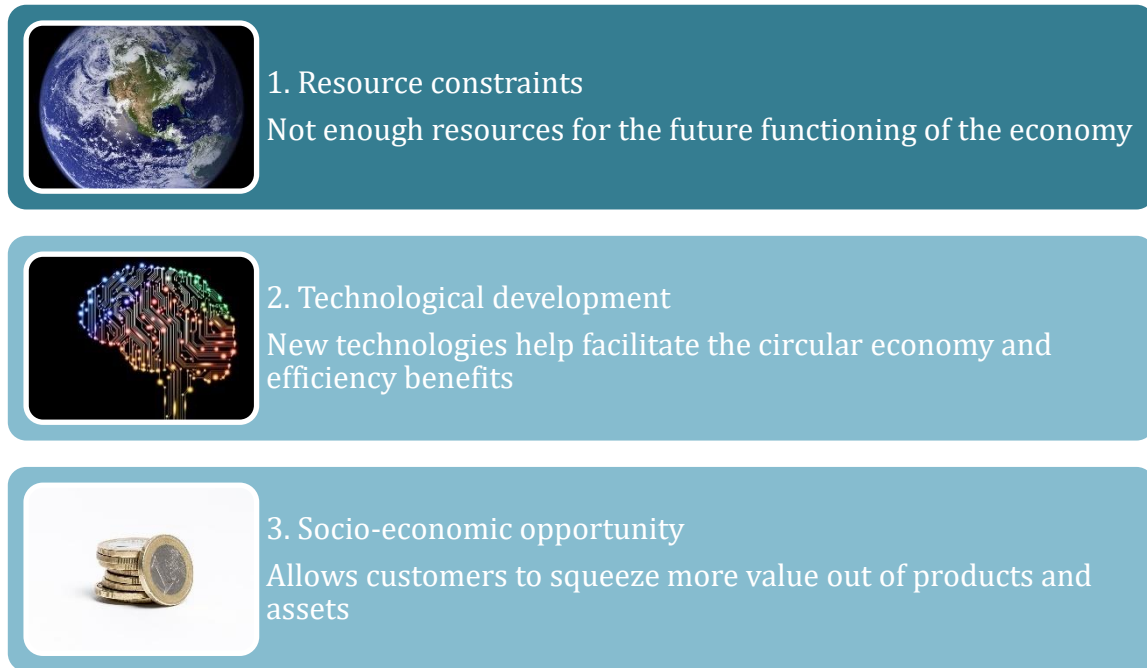 1. Resource constraints
Not enough resources for the future functioning of the economy
2. Technological development
New technologies help facilitate the circular economy and
efficiency benefits
3. Socio-economic opportunity
Allows customers to squeeze more value out of products and
assets